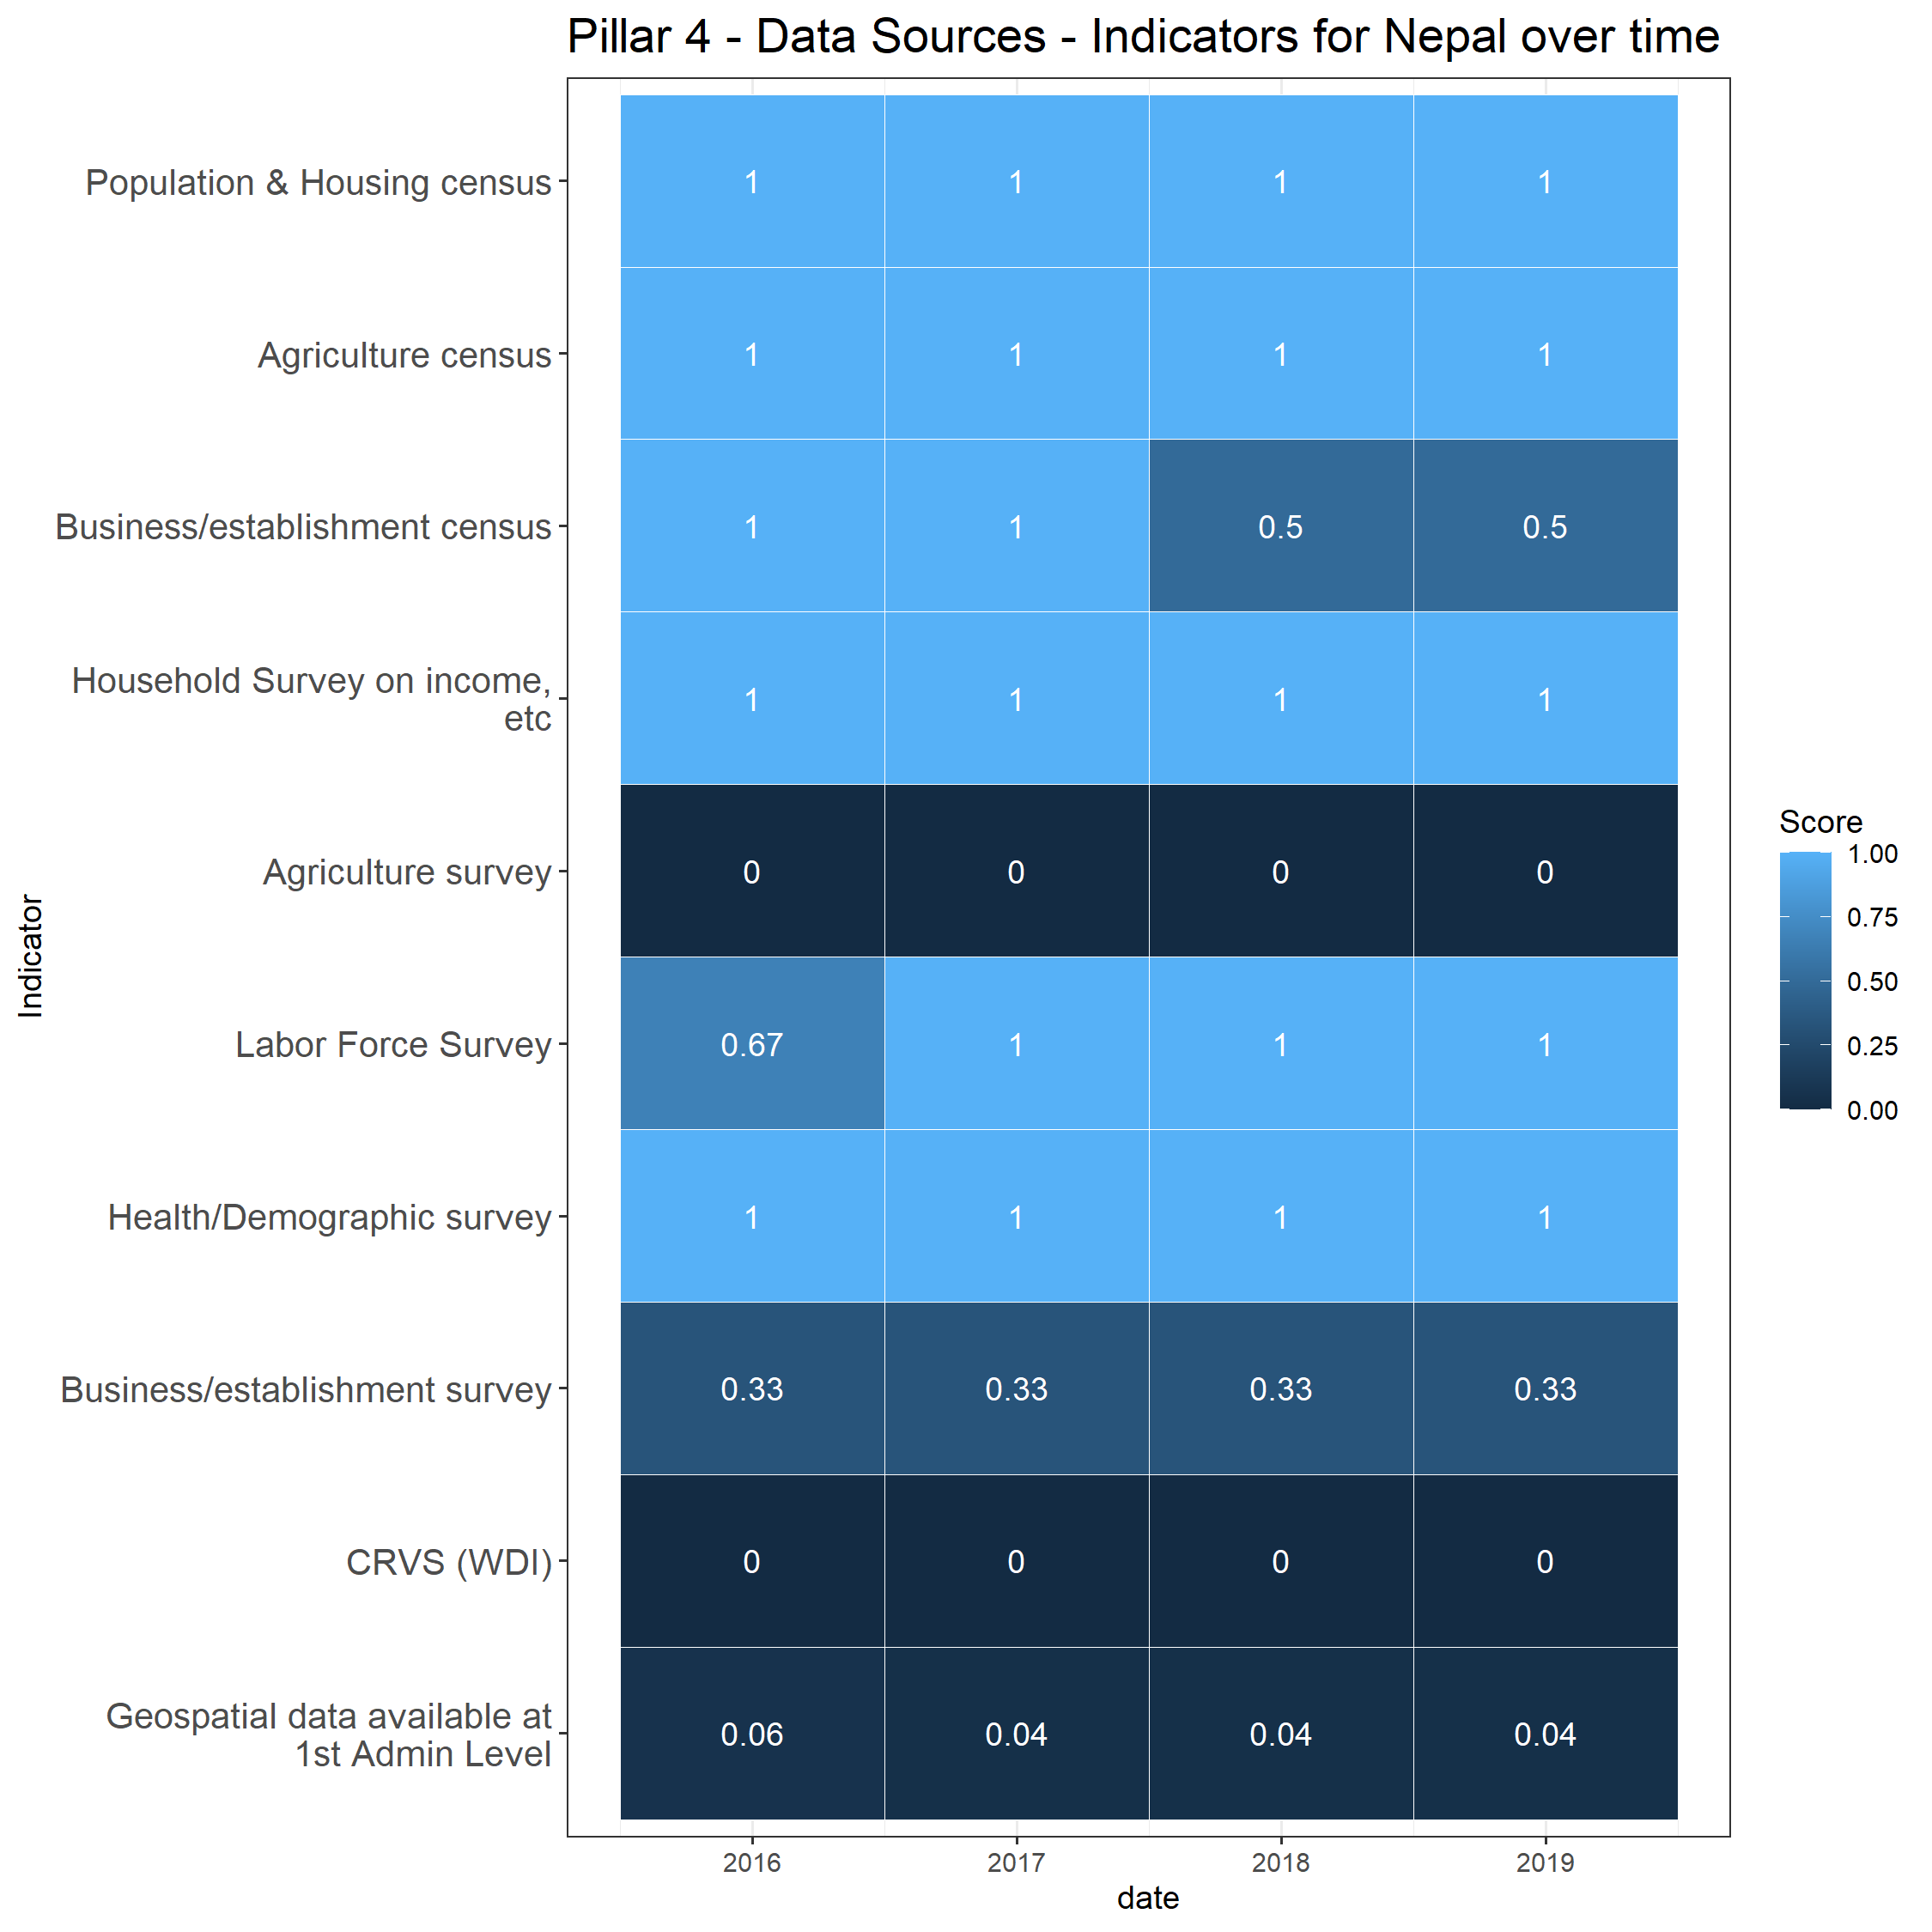 Pillar 4 - Data Sources - Indicators for Nepal over time
Population & Housing census
1 1 1 1
Agriculture census
1 1 1 1
Business/establishment census
1 1 0.5 0.5
Household Survey on income,
etc
1 1 1 1
Agriculture survey
0 0 0 0
Labor Force Survey
0.67 1 1 1
Health/Demographic survey
1 1 1 1
Business/establishment survey
0.33 0.33 0.33 0.33
CRVS (WDI)
0 0 0 0
Geospatial data available at
1st Admin Level
0.06 0.04 0.04 0.04
Indicator
2016 2017 2018 2019
date
Score
1.00
0.75
0.50
0.25
0.00